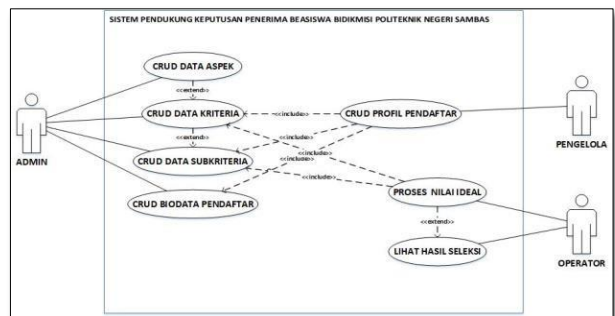 SISTEM PENDUKUNG KEPUTUSAN PENERIMA BEASISWA BIDIKMISI POLITEKNIK NEGERI SAMBAS
CRUD DATA ASPEK
<<extend>>
CRUD DATA KRITERIA
<<include>>
CRUD PROFIL PENDAFTAR
PENGELOLA
<<extend>>
<<include>>
<<include>>
ADMIN
CRUD DATA SUBKRITERIA
<<include>>
<<include>>
CRUD BIODATA PENDAFTAR
PROSES NILAI IDEAL
<<extend>>
LIHAT HASIL SELEKSI
OPERATOR